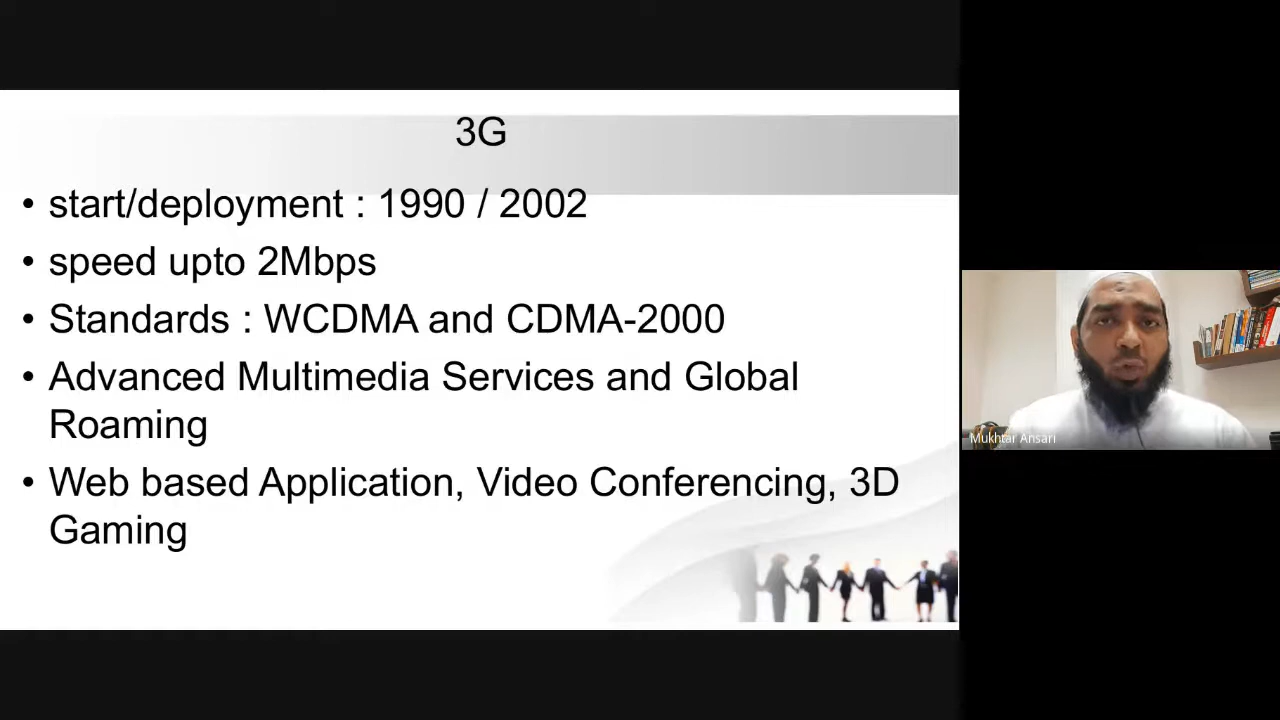 3G
• start/deployment : 1990 / 2002
• speed upto 2Mbps
• Standards : WCDMA and CDMA-2000
• Advanced Multimedia Services and Global
Roaming
• Web based Application, Video Conferencing, 3D
Gaming
Mukhtar Ansari